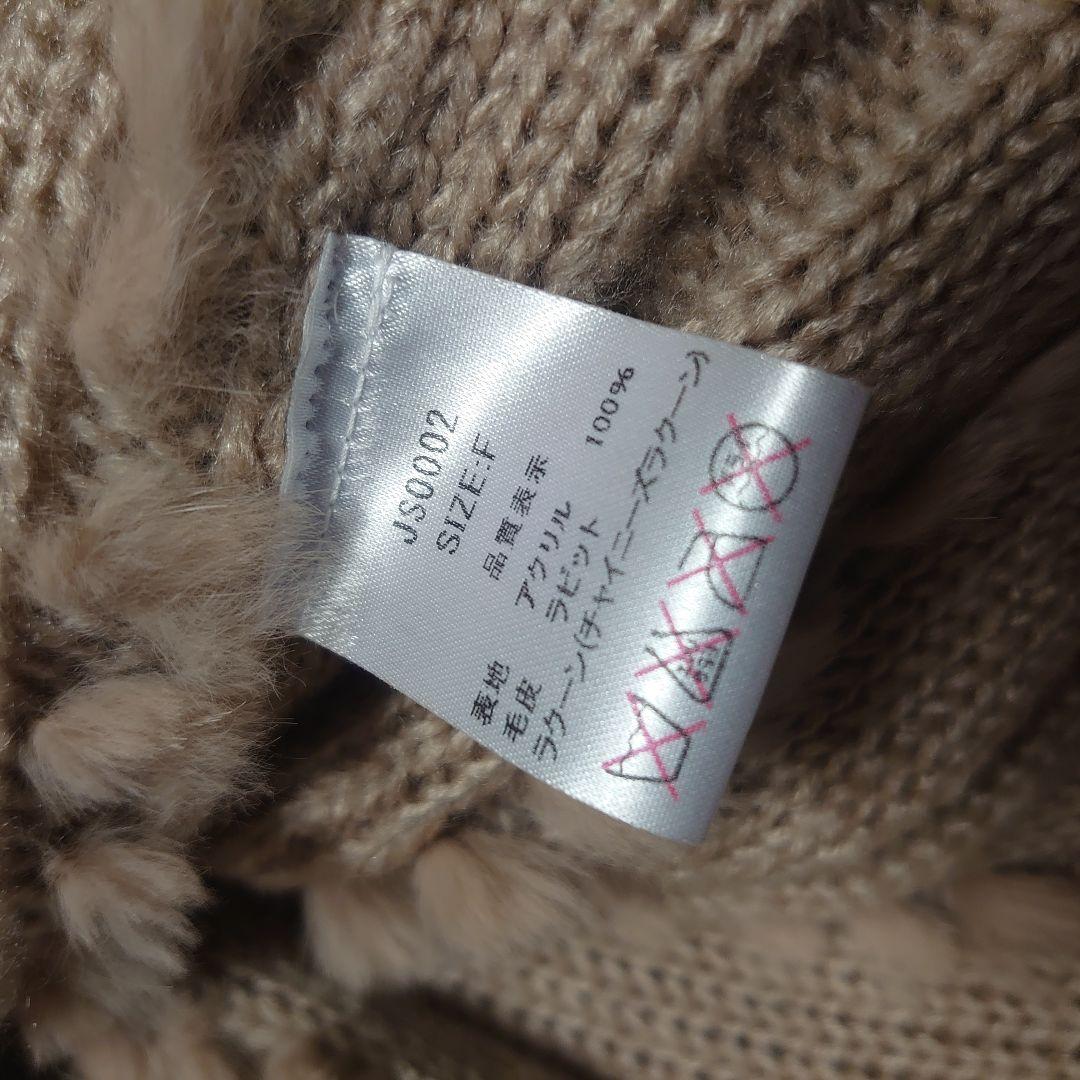 JS0002
SIZE:F
品質表示
表地 アクリル 100%
毛皮 ラビット
ラクーン(チャイニーズラクーン)